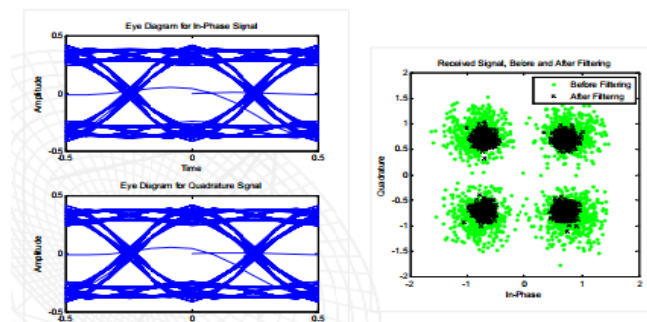 Eye Diagram for In-Phase Signal
0.5
0
-0.5
Amplitude
-0.5
0
0.5
Time
Eye Diagram for Quadrature Signal
0.5
0
-0.5
Amplitude
-0.5
0
0.5
Received Signal, Before and After Filtering
Before Filtering
After Filtering
2
1.5
1
0.5
0
-0.5
-1
-1.5
-2
Quadrature
-2
-1
0
1
2
In-Phase